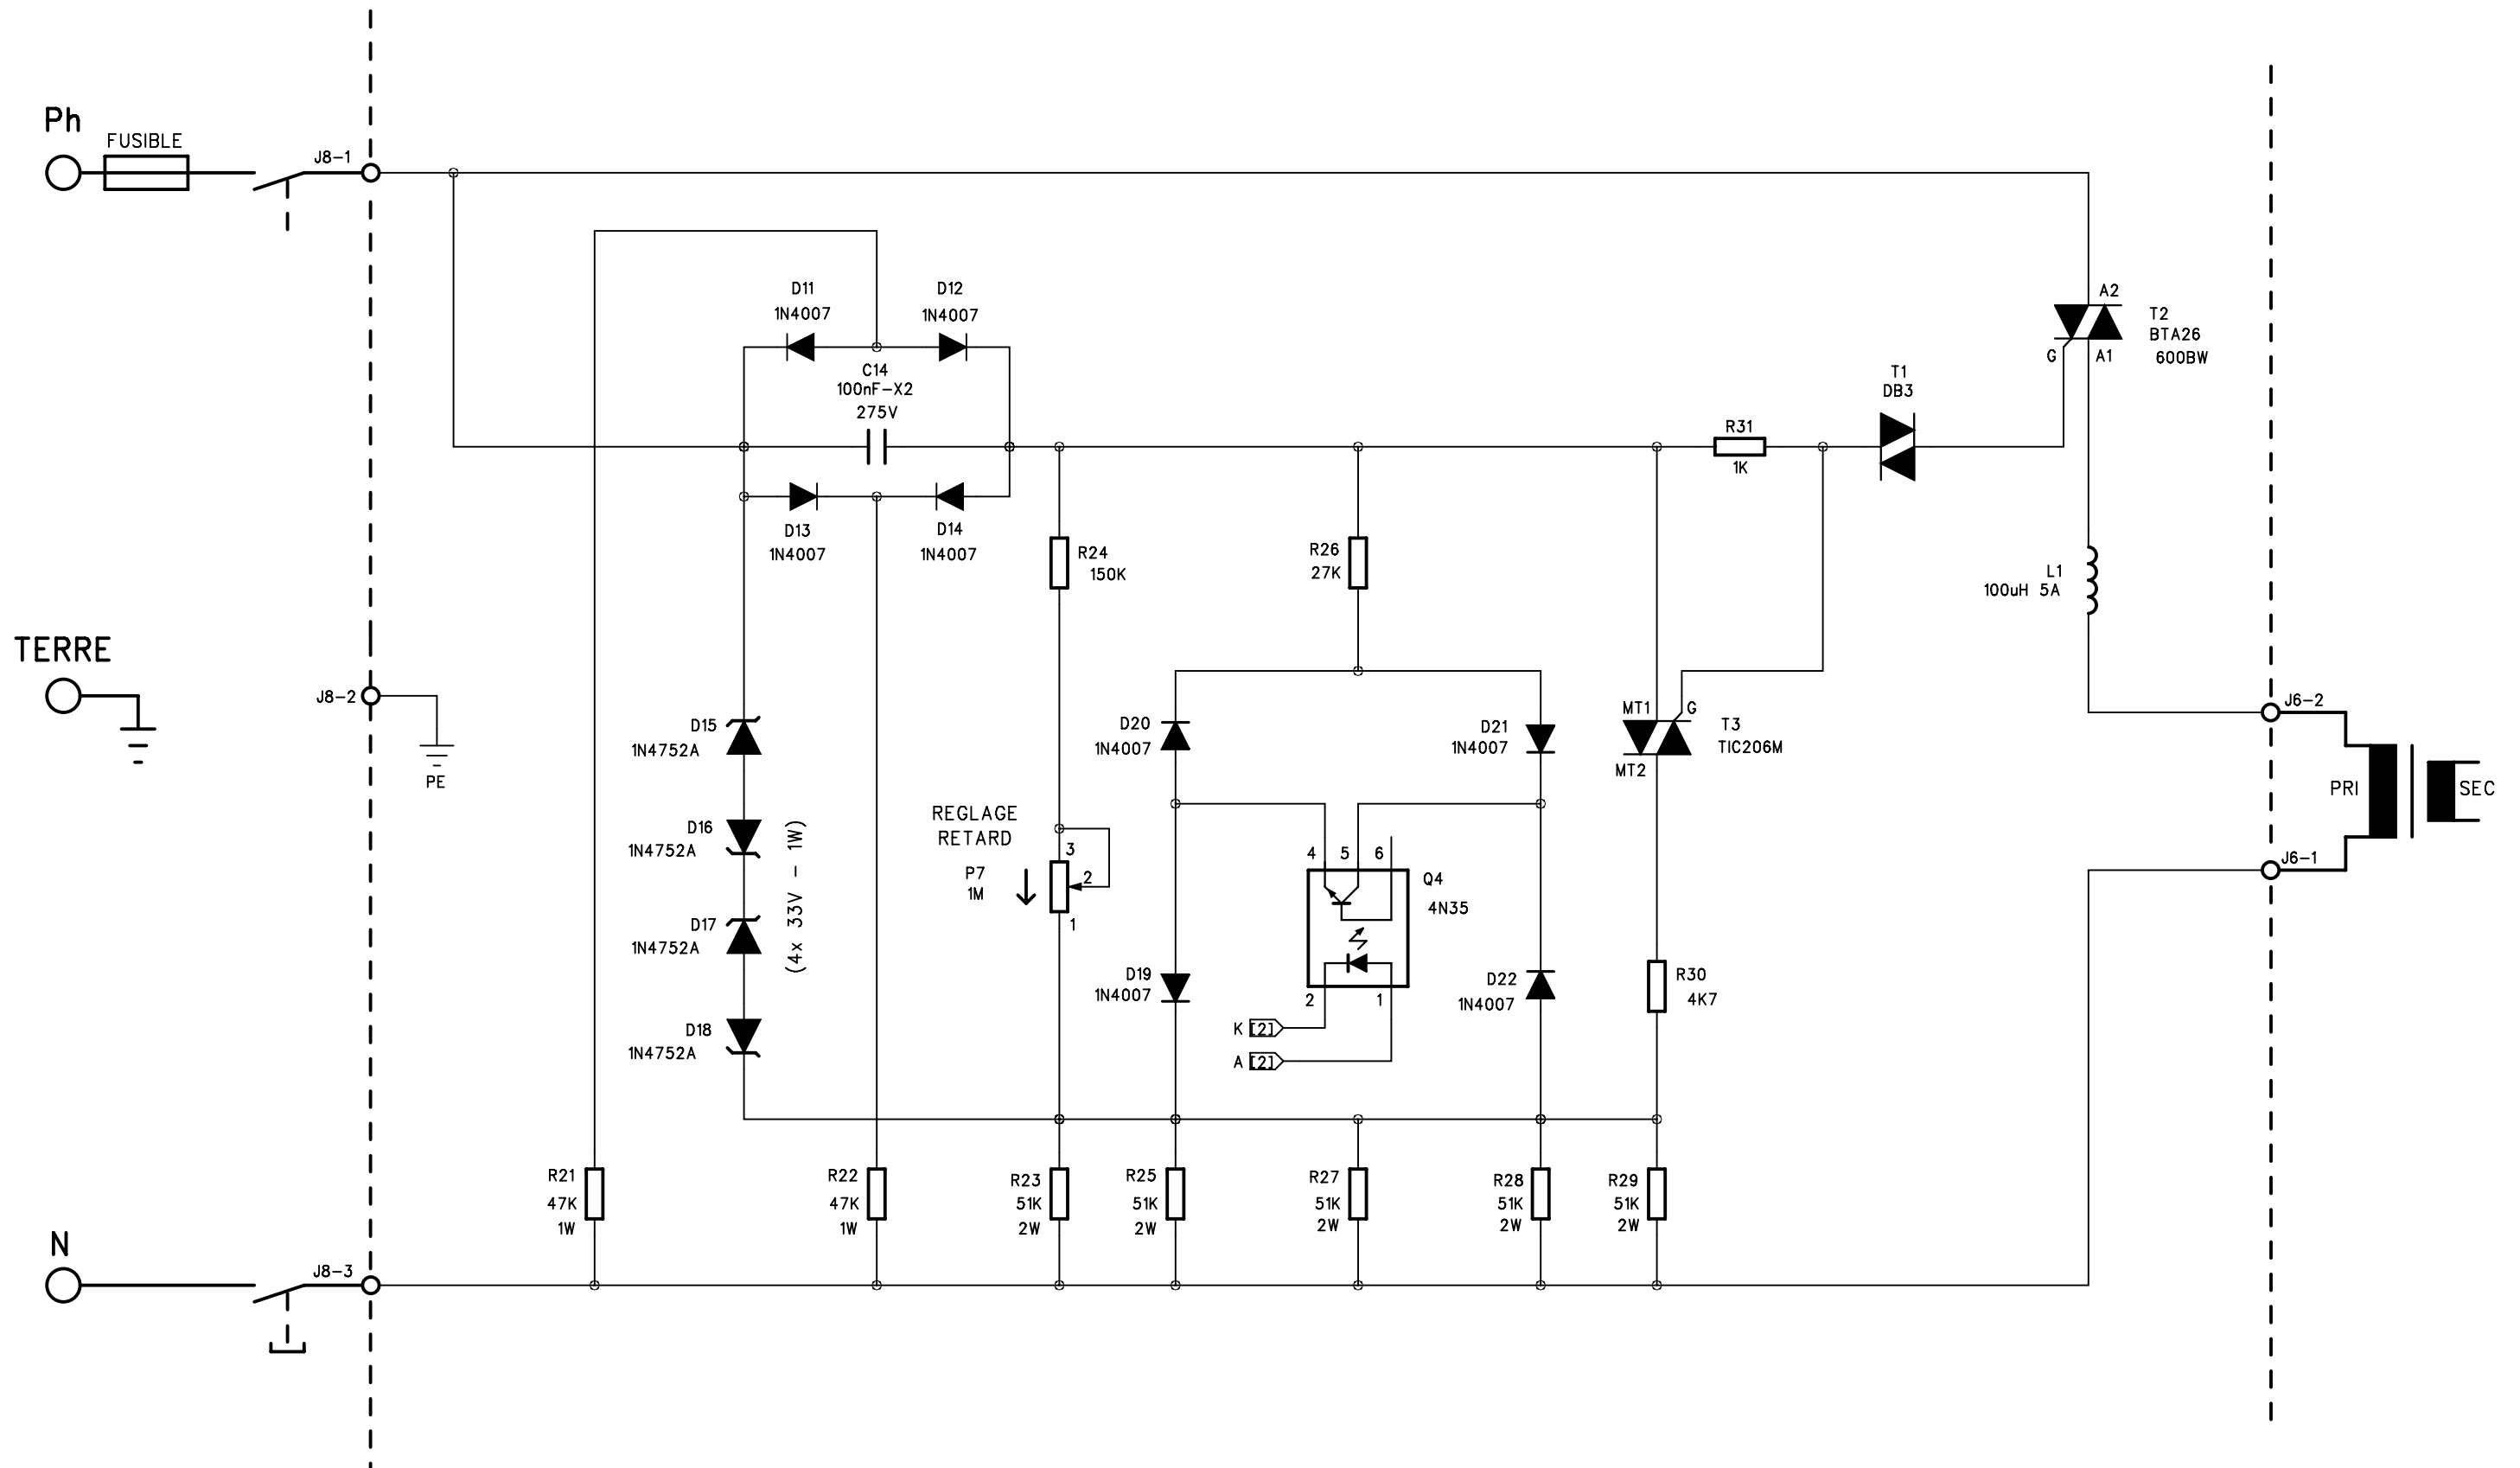 Ph
FUSIBLE
J8-1
D11
1N4007
D12
1N4007
A2
T2
BTA26
600BW
G
A1
C14
100nF-X2
275V
T1
DB3
R31
1K
D13
1N4007
D14
1N4007
R24
150K
R26
27K
L1
100uH 5A
TERRE
J8-2
PE
D15
1N4752A
D16
1N4752A
D17
1N4752A
D18
1N4752A
(4x 33V - 1W)
REGLAGE
RETARD
P7
1M
3
2
1
D20
1N4007
D21
1N4007
MT1
G
T3
TIC206M
MT2
J6-2
PRI
SEC
J6-1
4
5
6
Q4
4N35
D19
1N4007
D22
1N4007
2
1
K [2]
A [2]
R30
4K7
R21
47K
1W
R22
47K
1W
R23
51K
2W
R25
51K
2W
R27
51K
2W
R28
51K
2W
R29
51K
2W
N
J8-3